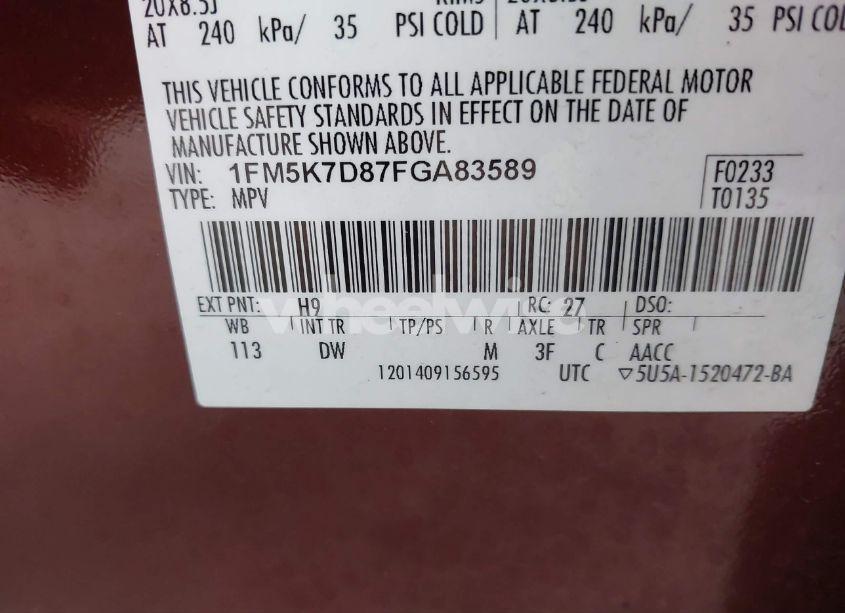 20X8.5J
AT 240 kPa/ 35 PSI COLD AT 240 kPa/ 35 PSI COL
THIS VEHICLE CONFORMS TO ALL APPLICABLE FEDERAL MOTOR
VEHICLE SAFETY STANDARDS IN EFFECT ON THE DATE OF
MANUFACTURE SHOWN ABOVE.
VIN: 1FM5K7D87FGA83589 F0233
TYPE: MPV T0135
EXT PNT: H9 RC: 27 DSO:
WB INT TR TP/PS R AXLE TR SPR
113 DW M 3F C AACC
1201409156595 UTC ▽5U5A-1520472-BA